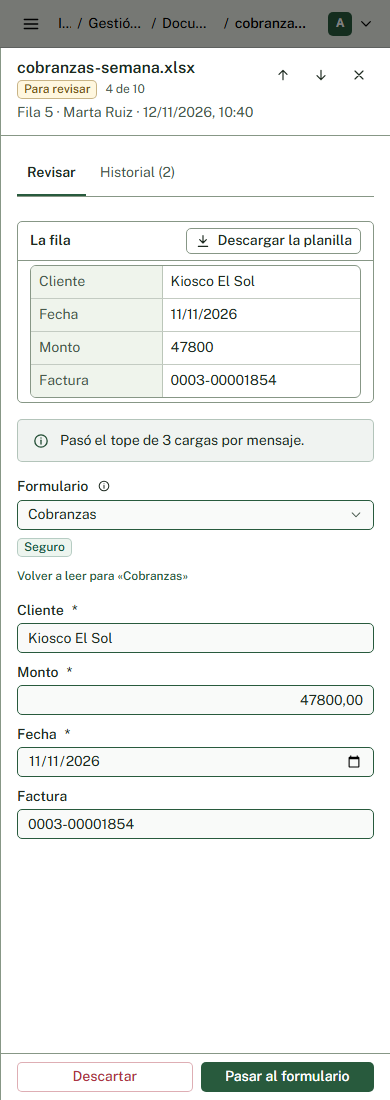 I... / Gestió... / Docu... / cobranza... A
cobranzas-semana.xlsx
Para revisar 4 de 10
Fila 5 · Marta Ruiz · 12/11/2026, 10:40
Revisar Historial (2)
La fila Descargar la planilla
Cliente Kiosco El Sol
Fecha 11/11/2026
Monto 47800
Factura 0003-00001854
Pasó el tope de 3 cargas por mensaje.
Formulario
Cobranzas
Seguro
Volver a leer para «Cobranzas»
Cliente *
Kiosco El Sol
Monto *
47800,00
Fecha *
11/11/2026
Factura
0003-00001854
Descartar Pasar al formulario